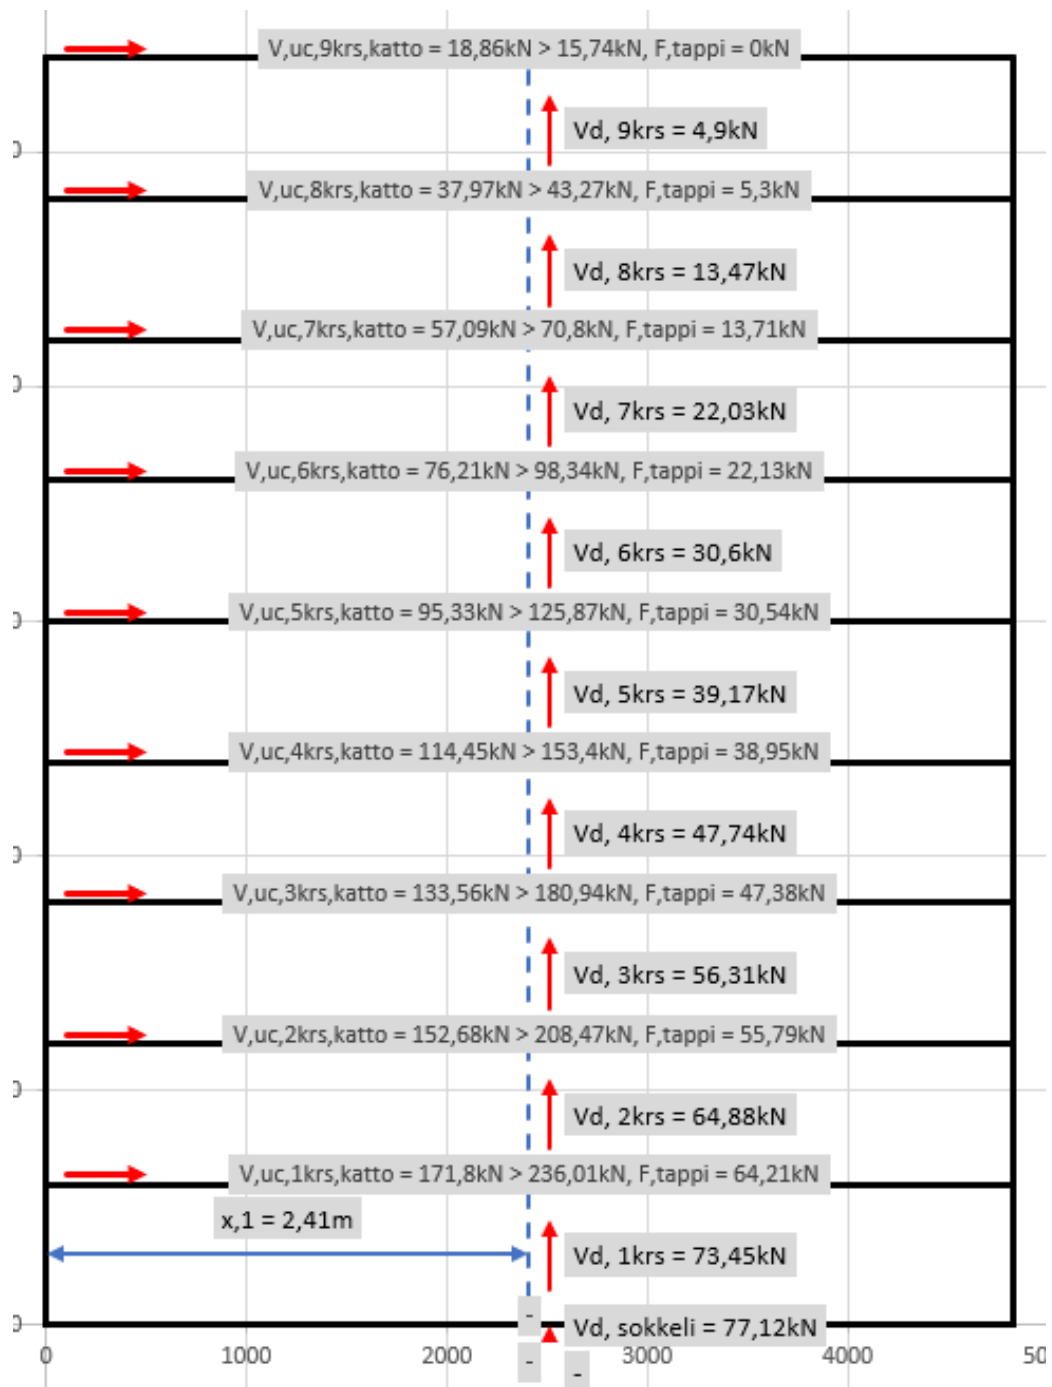 V,uc,9krs,katto = 18,86kN > 15,74kN, F,tappi = 0kN
Vd, 9krs = 4,9kN
0
V,uc,8krs,katto = 37,97kN > 43,27kN, F,tappi = 5,3kN
Vd, 8krs = 13,47kN
V,uc,7krs,katto = 57,09kN > 70,8kN, F,tappi = 13,71kN
0
Vd, 7krs = 22,03kN
V,uc,6krs,katto = 76,21kN > 98,34kN, F,tappi = 22,13kN
Vd, 6krs = 30,6kN
V,uc,5krs,katto = 95,33kN > 125,87kN, F,tappi = 30,54kN
0
Vd, 5krs = 39,17kN
V,uc,4krs,katto = 114,45kN > 153,4kN, F,tappi = 38,95kN
Vd, 4krs = 47,74kN
0
V,uc,3krs,katto = 133,56kN > 180,94kN, F,tappi = 47,38kN
Vd, 3krs = 56,31kN
V,uc,2krs,katto = 152,68kN > 208,47kN, F,tappi = 55,79kN
0
Vd, 2krs = 64,88kN
V,uc,1krs,katto = 171,8kN > 236,01kN, F,tappi = 64,21kN
x,1 = 2,41m
Vd, 1krs = 73,45kN
-
0
Vd, sokkeli = 77,12kN
0 1000 2000 - 3000 4000 50
-